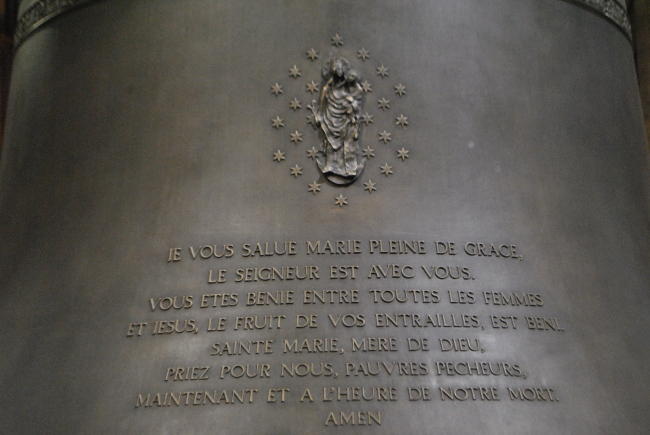 IE VOUS SALUE MARIE PLEINE DE GRACE,
LE SEIGNEUR EST AVEC VOUS.
VOUS ETES BENIE ENTRE TOUTES LES FEMMES
ET IESUS, LE FRUIT DE VOS ENTRAILLES, EST BENI.
SAINTE MARIE, MERE DE DIEU,
PRIEZ POUR NOUS, PAUVRES PECHEURS,
MAINTENANT ET A L'HEURE DE NOTRE MORT.
AMEN